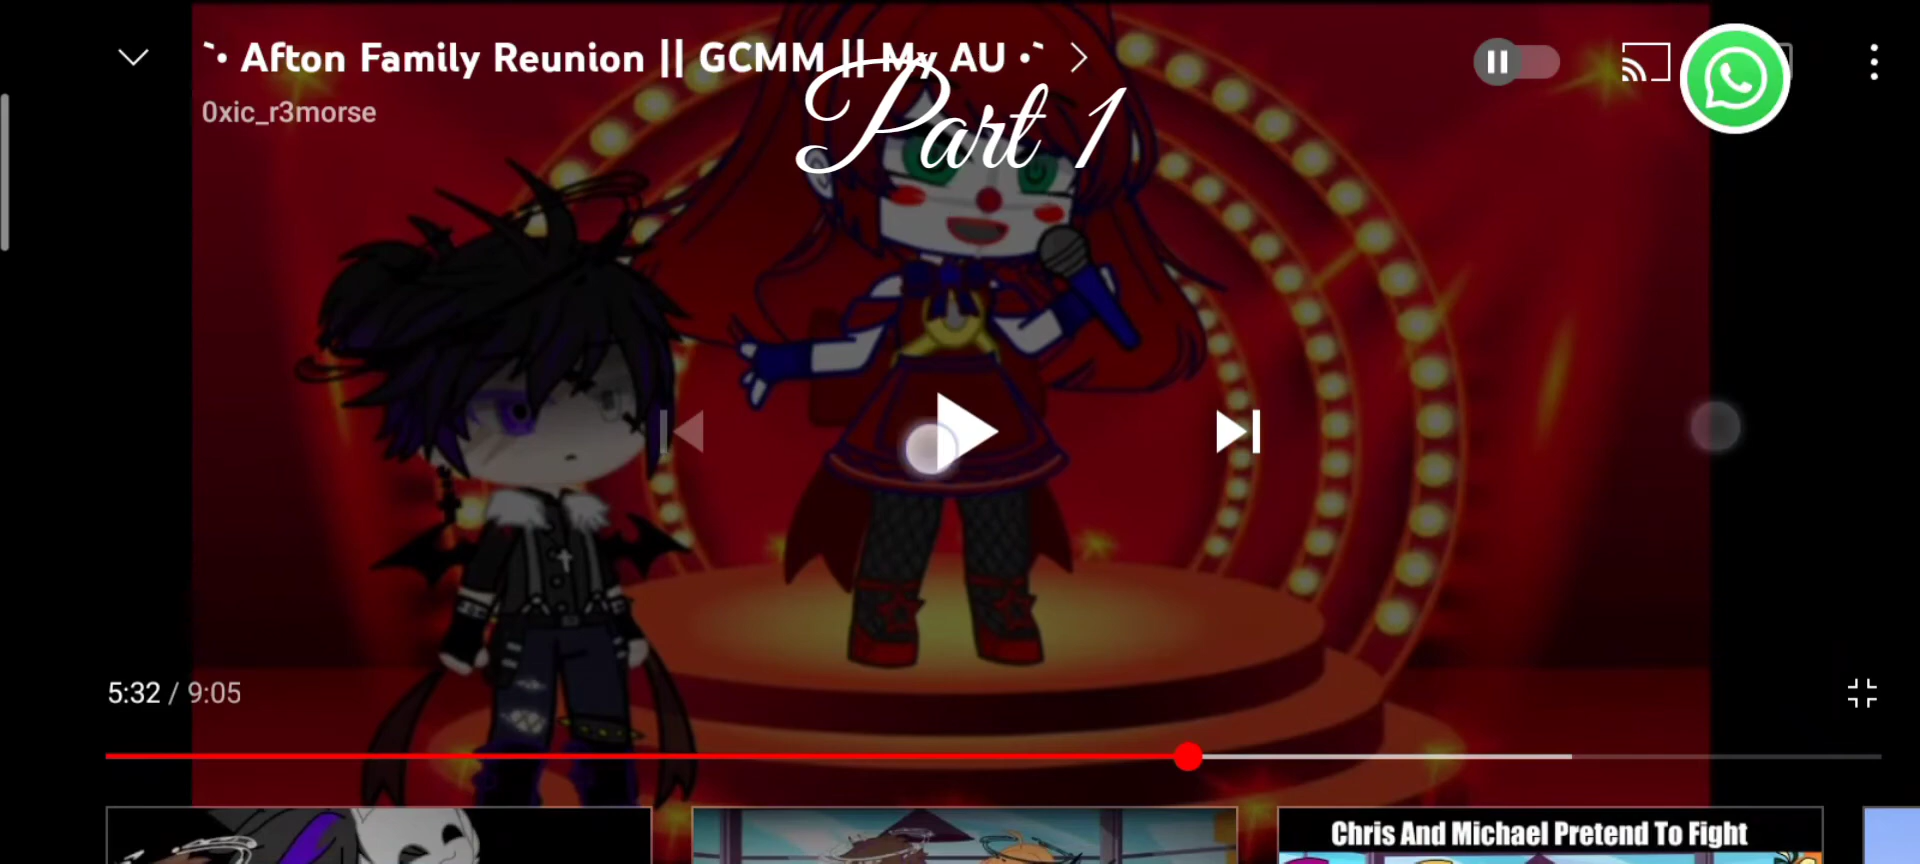 `• Afton Family Reunion || GCMM || My AU •´
0xic_r3morse
Part 1
5:32 / 9:05
Chris And Michael Pretend To Fight